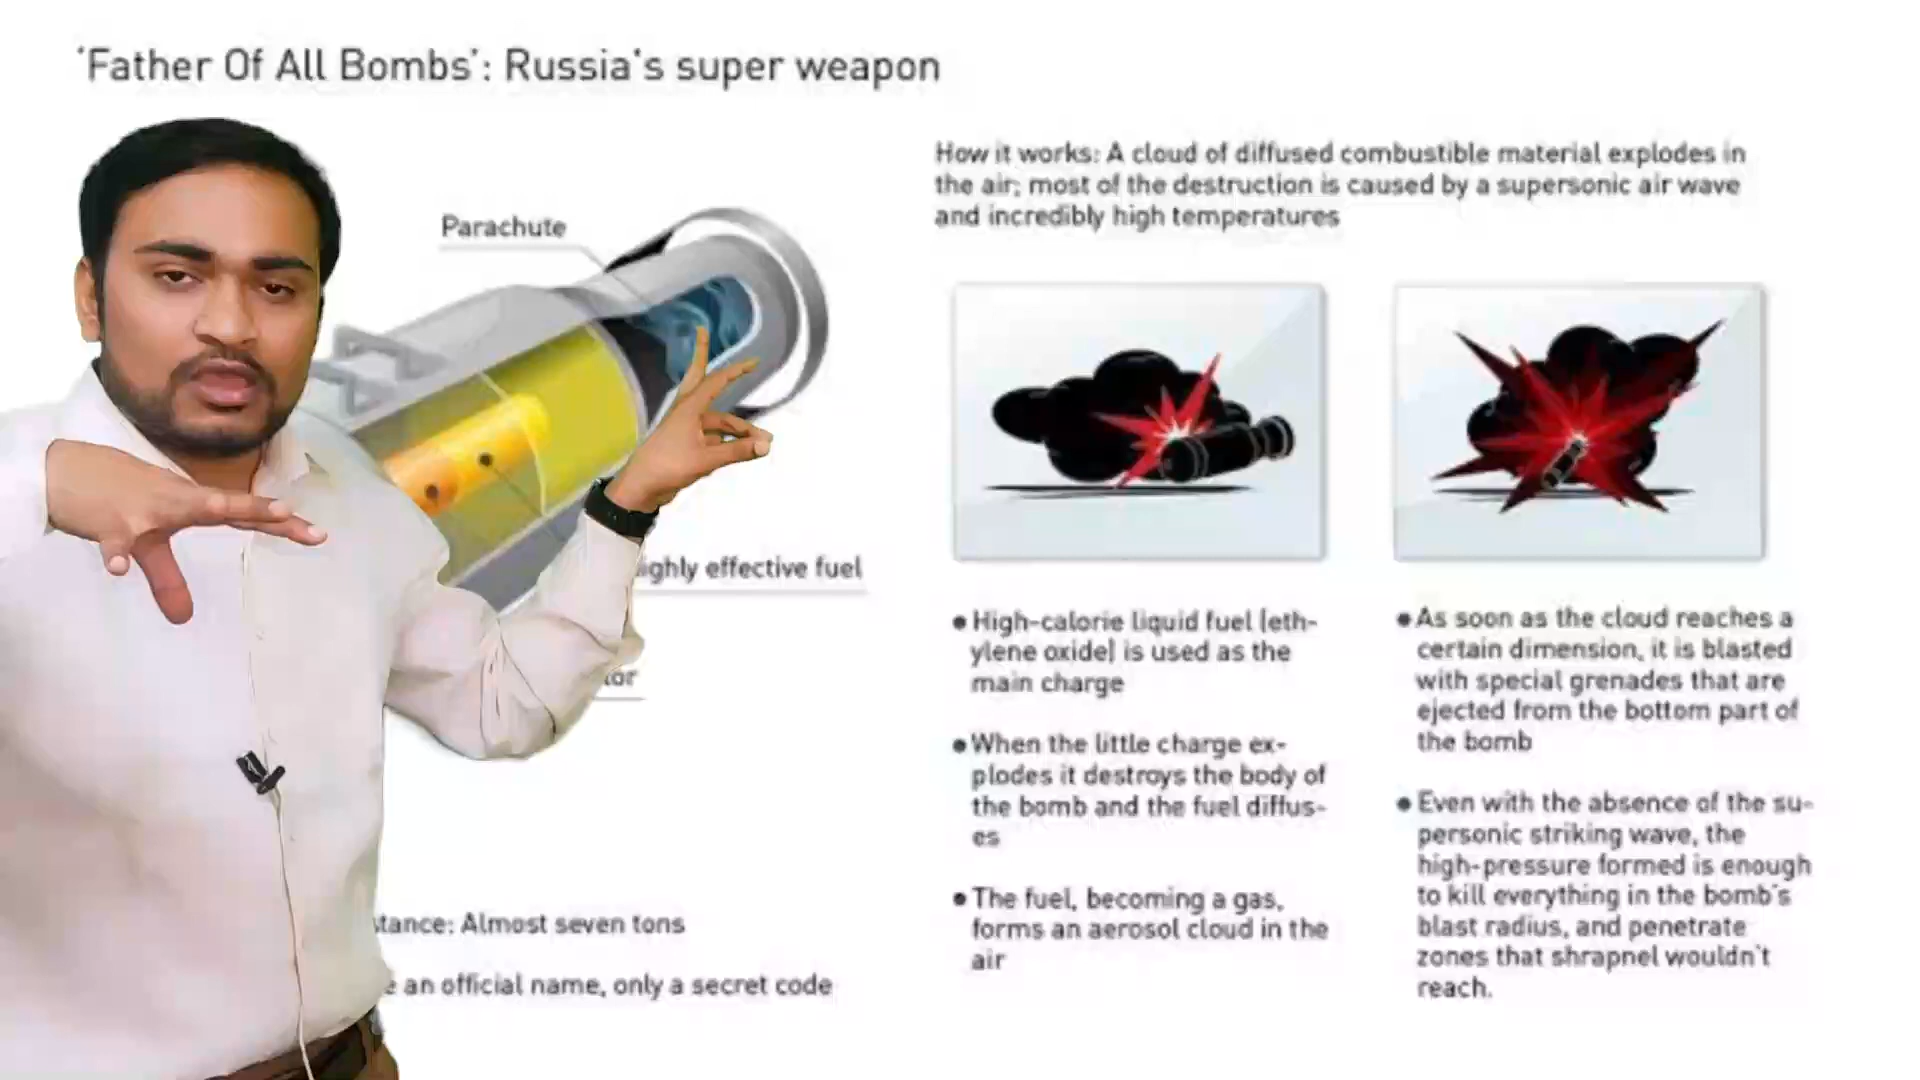 'Father Of All Bombs': Russia's super weapon
How it works: A cloud of diffused combustible material explodes in
the air; most of the destruction is caused by a supersonic air wave
and incredibly high temperatures
Parachute
ighly effective fuel
tor
tance: Almost seven tons
e an official name, only a secret code
• High-calorie liquid fuel (eth-
ylene oxide) is used as the
main charge
• When the little charge ex-
plodes it destroys the body of
the bomb and the fuel diffus-
es
• The fuel, becoming a gas,
forms an aerosol cloud in the
air
• As soon as the cloud reaches a
certain dimension, it is blasted
with special grenades that are
ejected from the bottom part of
the bomb
• Even with the absence of the su-
personic striking wave, the
high-pressure formed is enough
to kill everything in the bomb's
blast radius, and penetrate
zones that shrapnel wouldn't
reach.